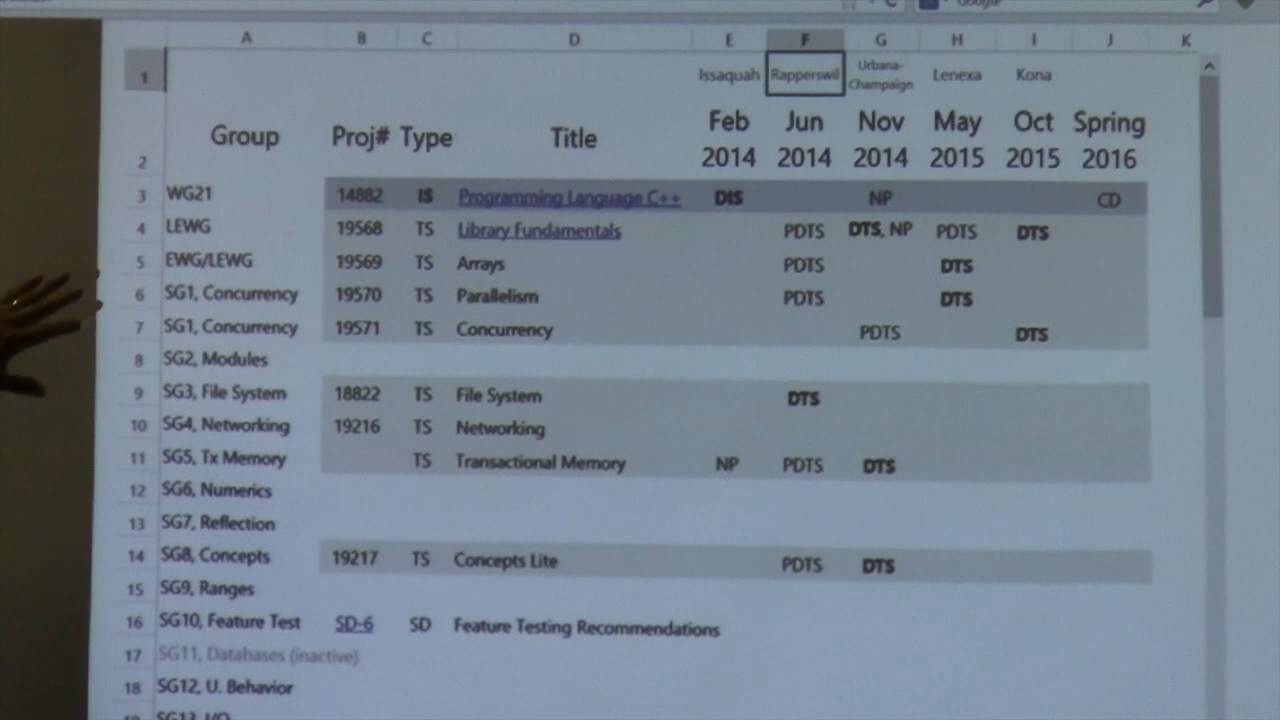 Google
A B C D E F G H I J K
1 Issaquah Rapperswil Urbana-Champaign Lenexa Kona
2 Group Proj# Type Title Feb 2014 Jun 2014 Nov 2014 May 2015 Oct 2015 Spring 2016
3 WG21 14882 IS Programming Language C++ DIS NP CD
4 LEWG 19568 TS Library Fundamentals PDTS DTS, NP PDTS DTS
5 EWG/LEWG 19569 TS Arrays PDTS DTS
6 SG1, Concurrency 19570 TS Parallelism PDTS DTS
7 SG1, Concurrency 19571 TS Concurrency PDTS DTS
8 SG2, Modules
9 SG3, File System 18822 TS File System DTS
10 SG4, Networking 19216 TS Networking
11 SG5, Tx Memory TS Transactional Memory NP PDTS DTS
12 SG6, Numerics
13 SG7, Reflection
14 SG8, Concepts 19217 TS Concepts Lite PDTS DTS
15 SG9, Ranges
16 SG10, Feature Test SD-6 SD Feature Testing Recommendations
17 SG11, Databases (inactive)
18 SG12, U. Behavior
SG13, I/O